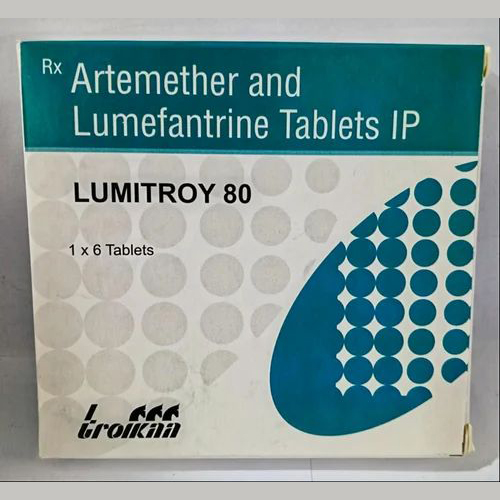 Rx Artemether and
Lumefantrine Tablets IP
LUMITROY 80
1 x 6 Tablets
troikaa